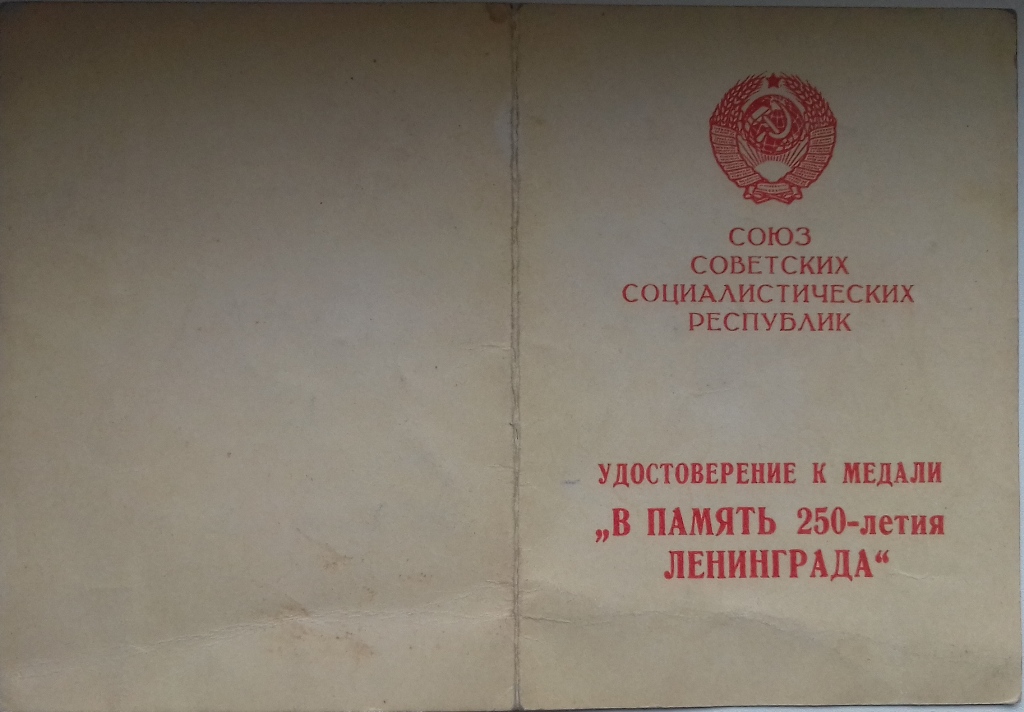 СОЮЗ
СОВЕТСКИХ
СОЦИАЛИСТИЧЕСКИХ
РЕСПУБЛИК
УДОСТОВЕРЕНИЕ К МЕДАЛИ
„В ПАМЯТЬ 250-летия
ЛЕНИНГРАДА“